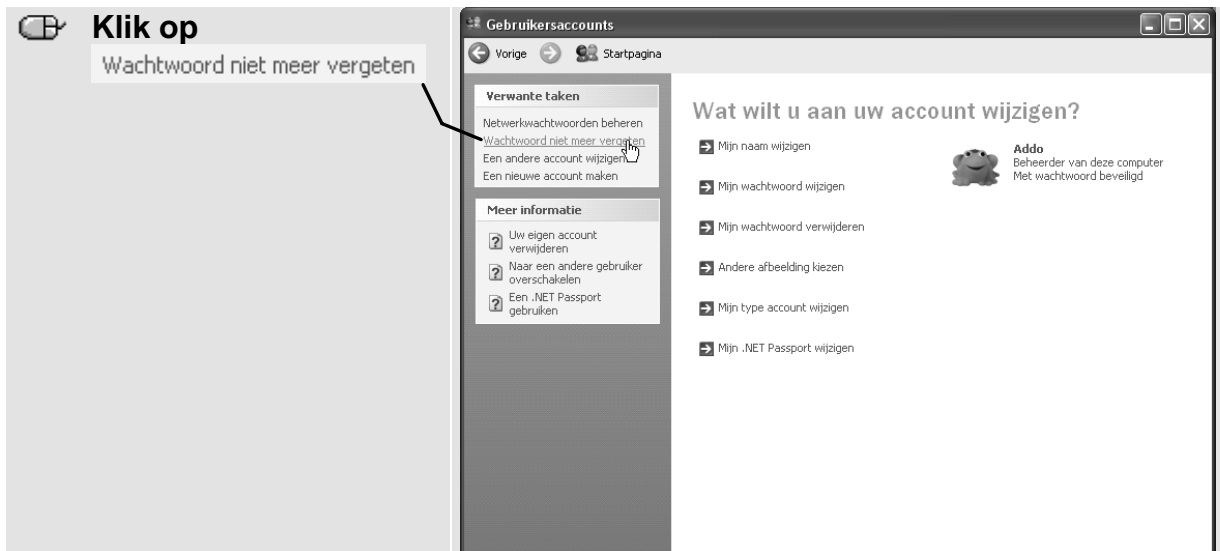 Klik op
Wachtwoord niet meer vergeten
Gebruikersaccounts
Vorige Startpagina
Verwante taken
Netwerkwachtwoorden beheren
Wachtwoord niet meer vergeten
Een andere account wijzigen
Een nieuwe account maken
Meer informatie
Uw eigen account
verwijderen
Naar een andere gebruiker
overschakelen
Een .NET Passport
gebruiken
Wat wilt u aan uw account wijzigen?
Mijn naam wijzigen
Mijn wachtwoord wijzigen
Mijn wachtwoord verwijderen
Andere afbeelding kiezen
Mijn type account wijzigen
Mijn .NET Passport wijzigen
Addo
Beheerder van deze computer
Met wachtwoord beveiligd